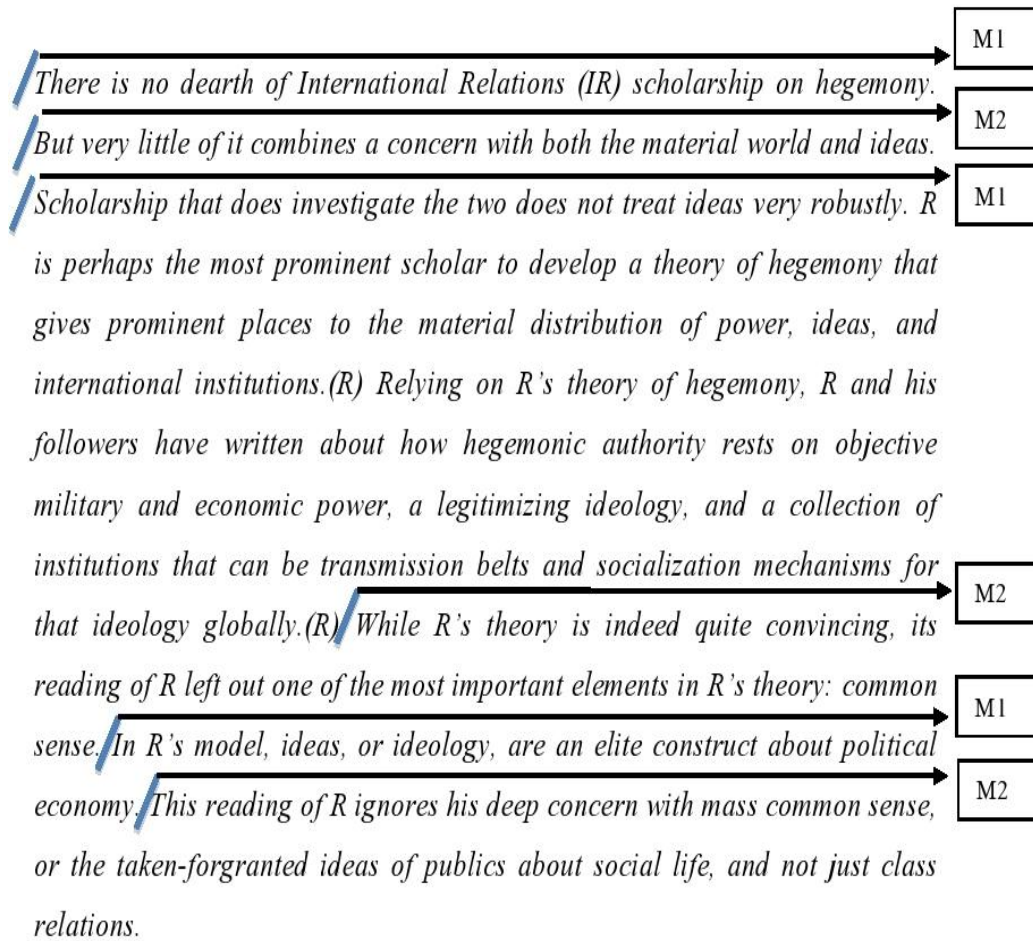 M1
There is no dearth of International Relations (IR) scholarship on hegemony.
M2
But very little of it combines a concern with both the material world and ideas.
M1
Scholarship that does investigate the two does not treat ideas very robustly. R
is perhaps the most prominent scholar to develop a theory of hegemony that
gives prominent places to the material distribution of power, ideas, and
international institutions.(R) Relying on R's theory of hegemony, R and his
followers have written about how hegemonic authority rests on objective
military and economic power, a legitimizing ideology, and a collection of
institutions that can be transmission belts and socialization mechanisms for
M2
that ideology globally.(R) While R's theory is indeed quite convincing, its
reading of R left out one of the most important elements in R's theory: common
M1
sense. In R's model, ideas, or ideology, are an elite construct about political
M2
economy. This reading of R ignores his deep concern with mass common sense,
or the taken-forgranted ideas of publics about social life, and not just class
relations.